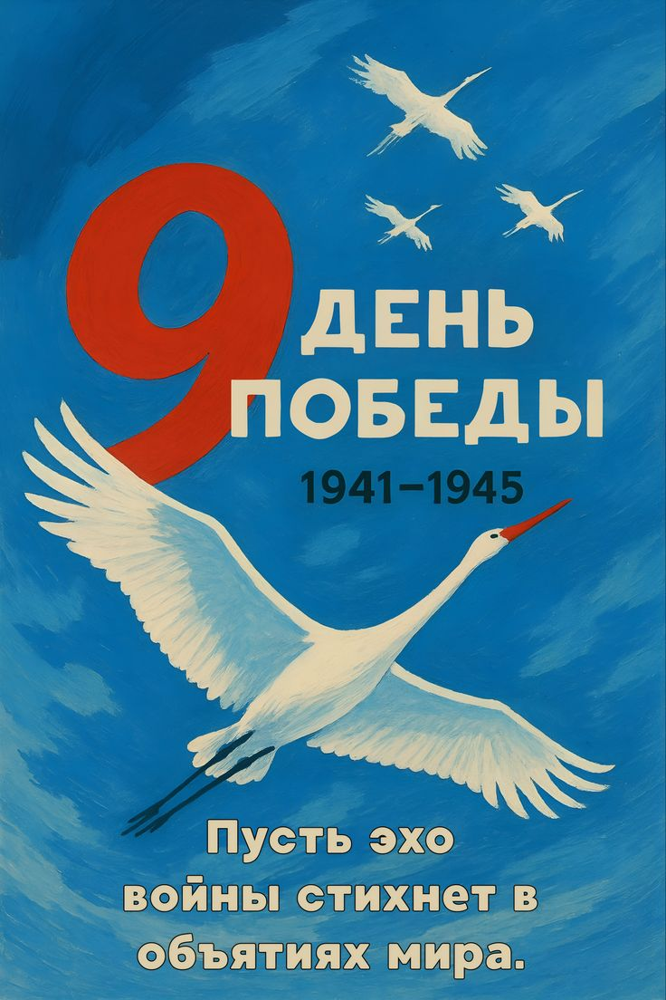 9 ДЕНЬ
ПОБЕДЫ
1941–1945
Пусть эхо
войны стихнет в
объятиях мира.